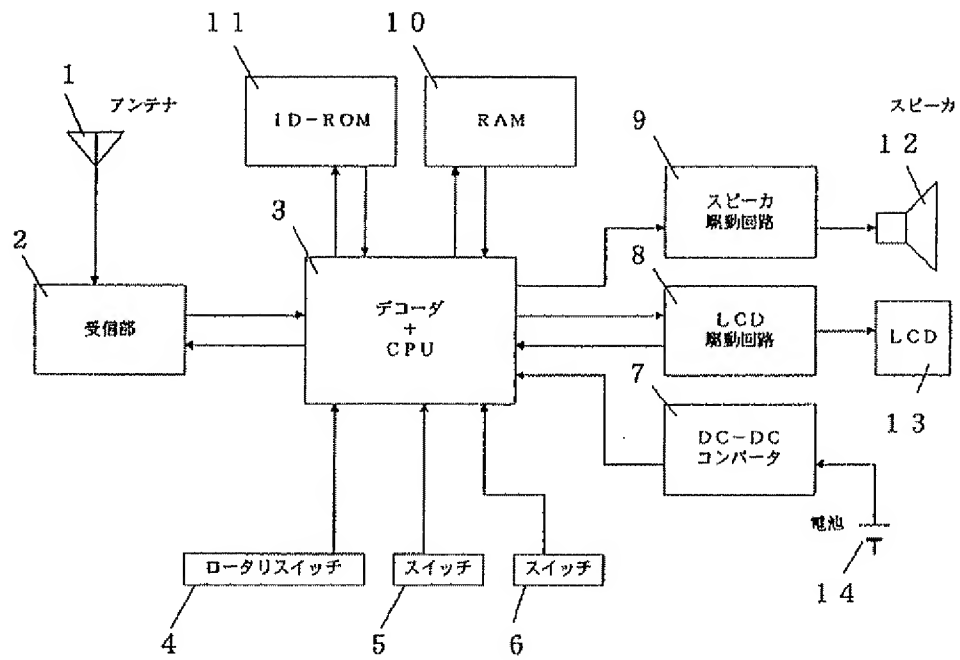 11
10
1
アンテナ
ID-ROM
RAM
9
スピーカ
12
スピーカ
駆動回路
3
2
8
デコーダ
+
CPU
受信部
LCD
駆動回路
LCD
7
13
DC-DC
コンバータ
電池
14
ロータリスイッチ
スイッチ
スイッチ
4
5
6